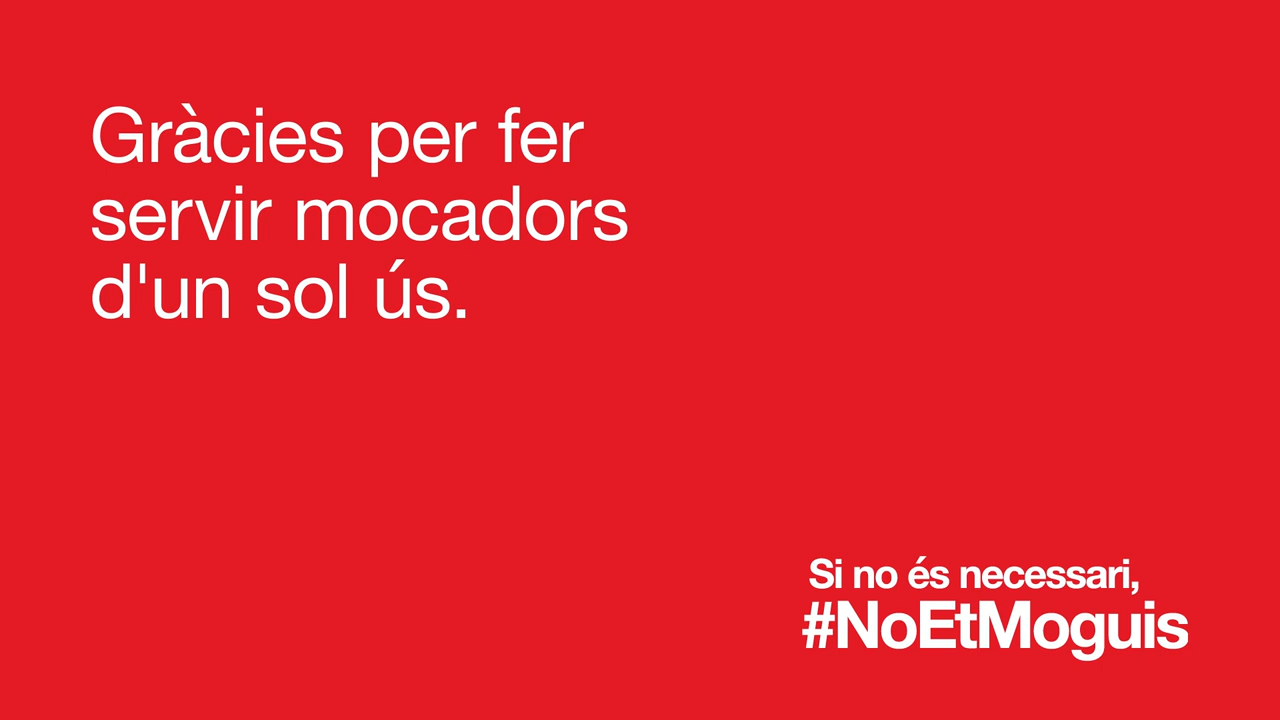 Gràcies per fer
servir mocadors
d'un sol ús.
Si no és necessari,
#NoEtMoguis